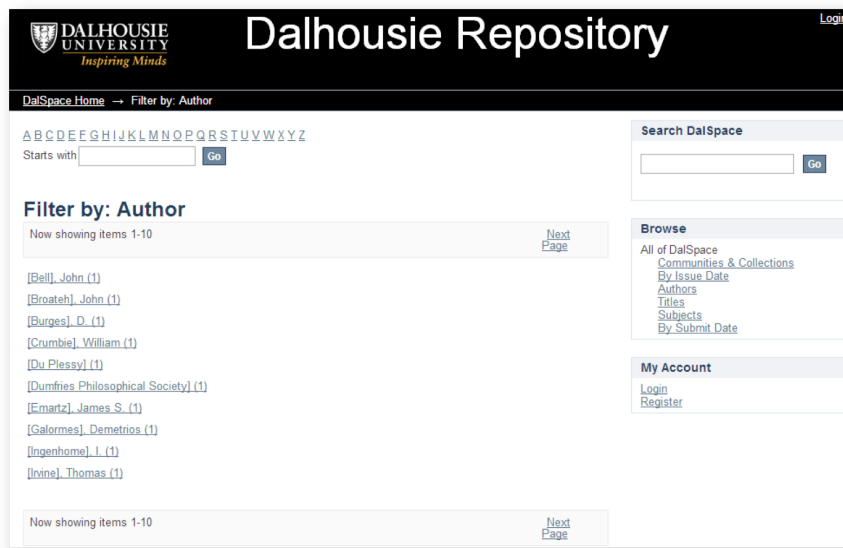 DALHOUSIE
UNIVERSITY
Inspiring Minds
Dalhousie Repository
Login
DalSpace Home → Filter by: Author
A B C D E F G H I J K L M N O P Q R S T U V W X Y Z
Starts with Go
Filter by: Author
Now showing items 1-10
Next
Page
[Bell], John (1)
[Broateh], John (1)
[Burges], D. (1)
[Crumbie], William (1)
[Du Plessy] (1)
[Dumfries Philosophical Society] (1)
[Emartz], James S. (1)
[Galormes], Demetrios (1)
[Ingenhome], I. (1)
[Irvine], Thomas (1)
Now showing items 1-10
Next
Page
Search DalSpace
Go
Browse
All of DalSpace
Communities & Collections
By Issue Date
Authors
Titles
Subjects
By Submit Date
My Account
Login
Register